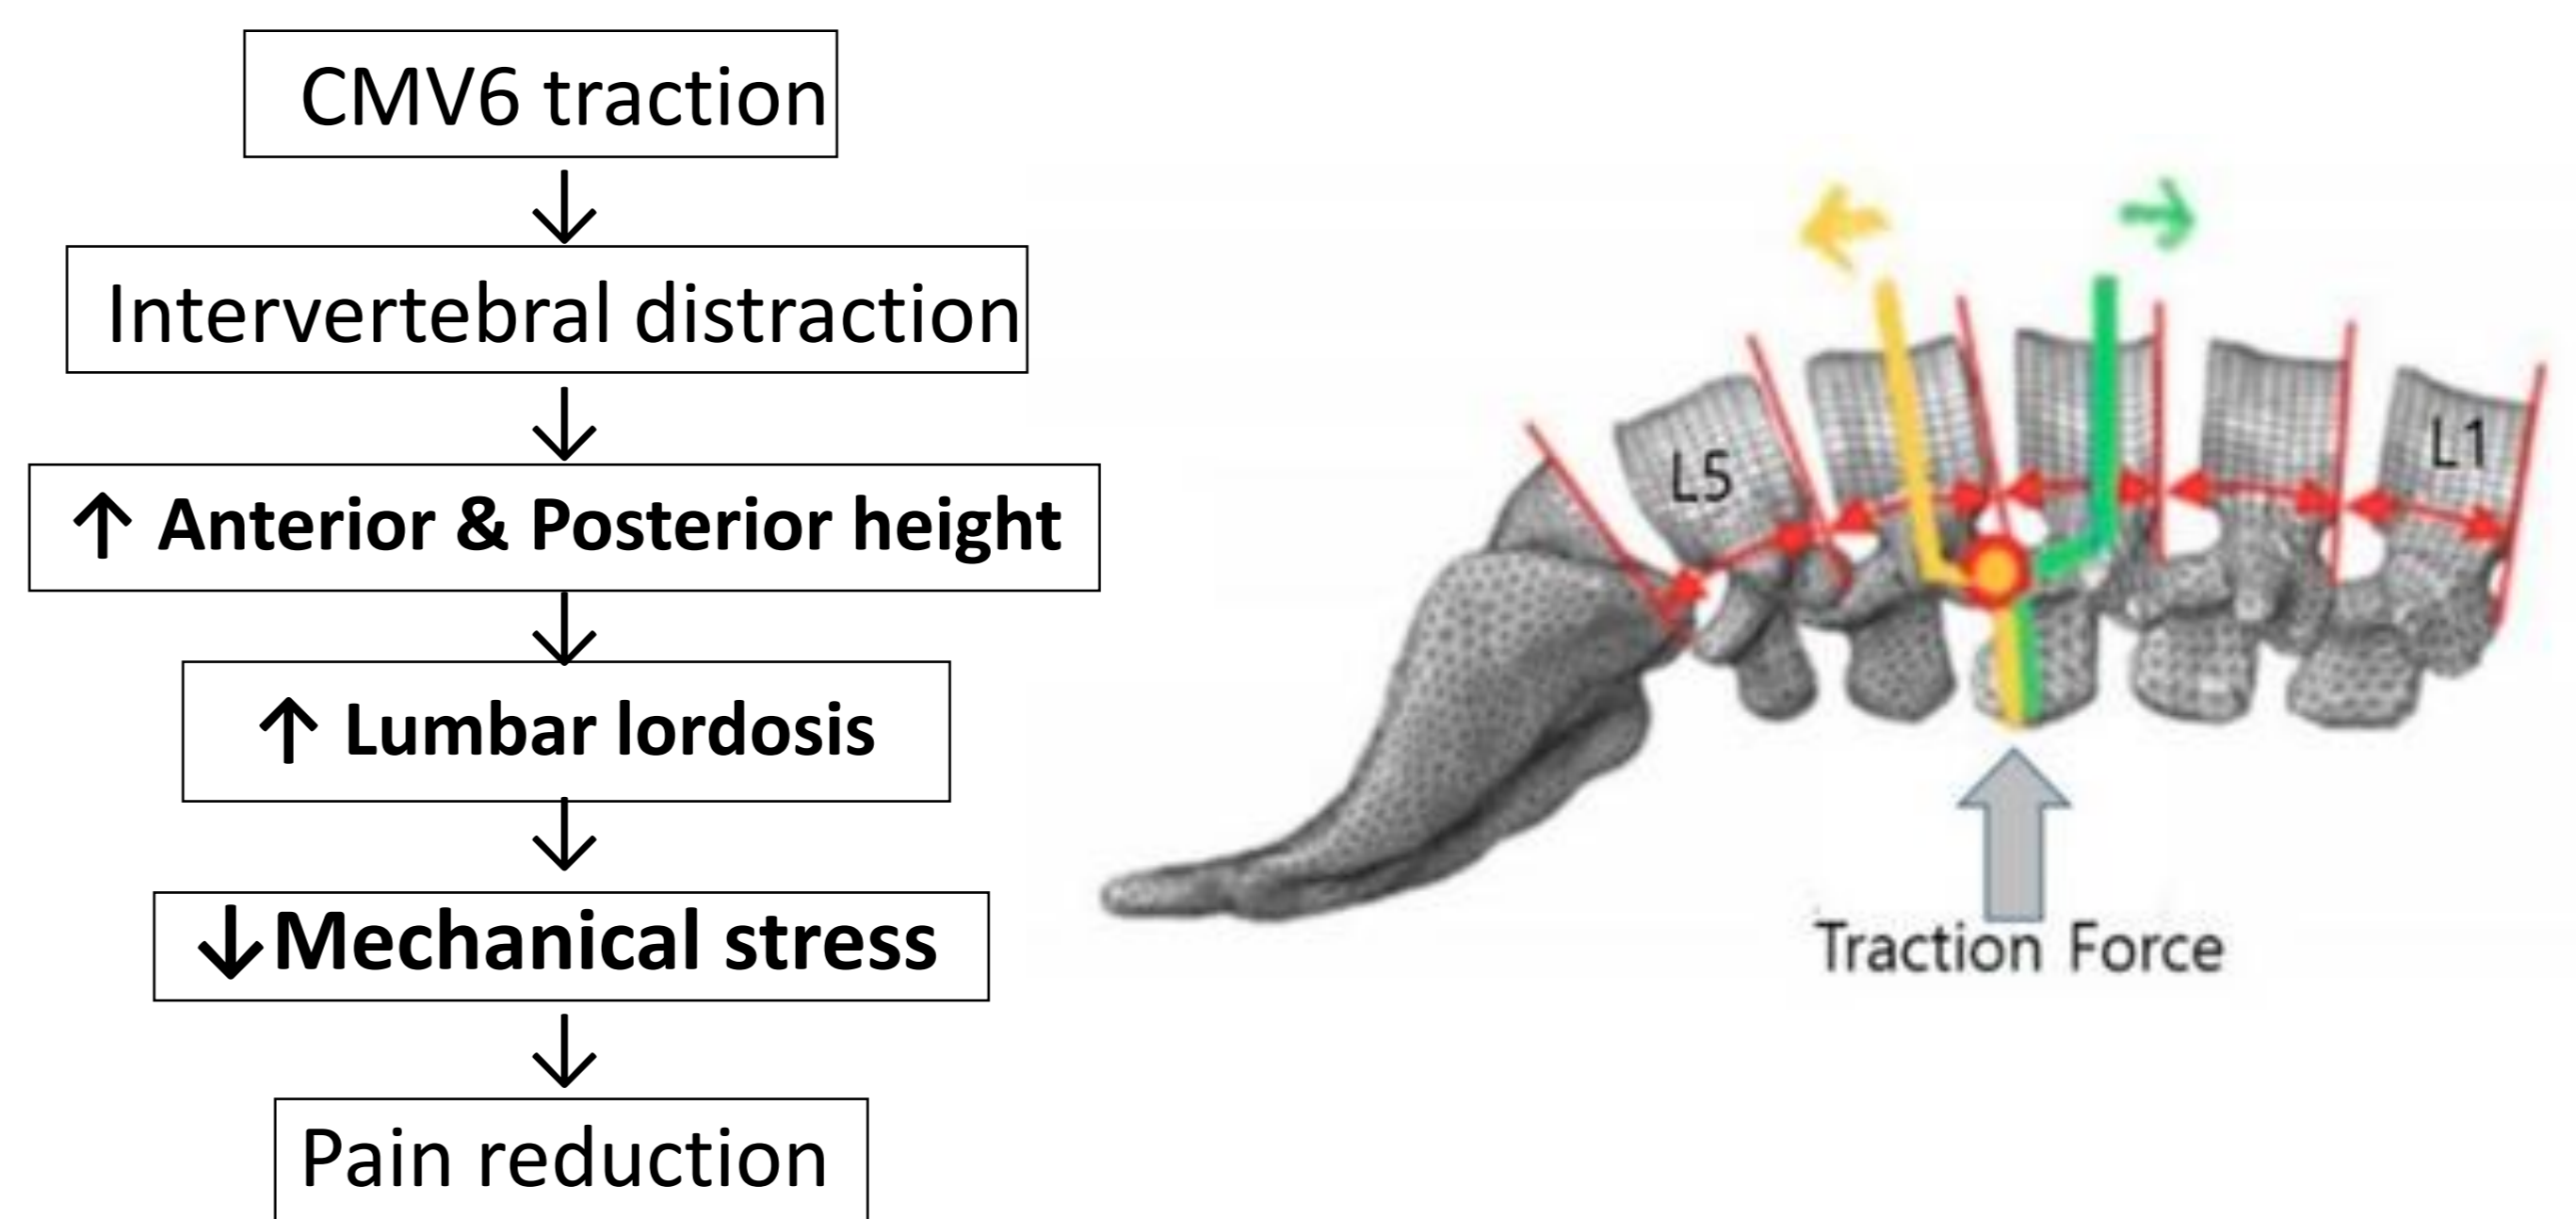 CMV6 traction
Intervertebral distraction
↑ Anterior & Posterior height
↑ Lumbar lordosis
↓Mechanical stress
Pain reduction
L5
L1
Traction Force